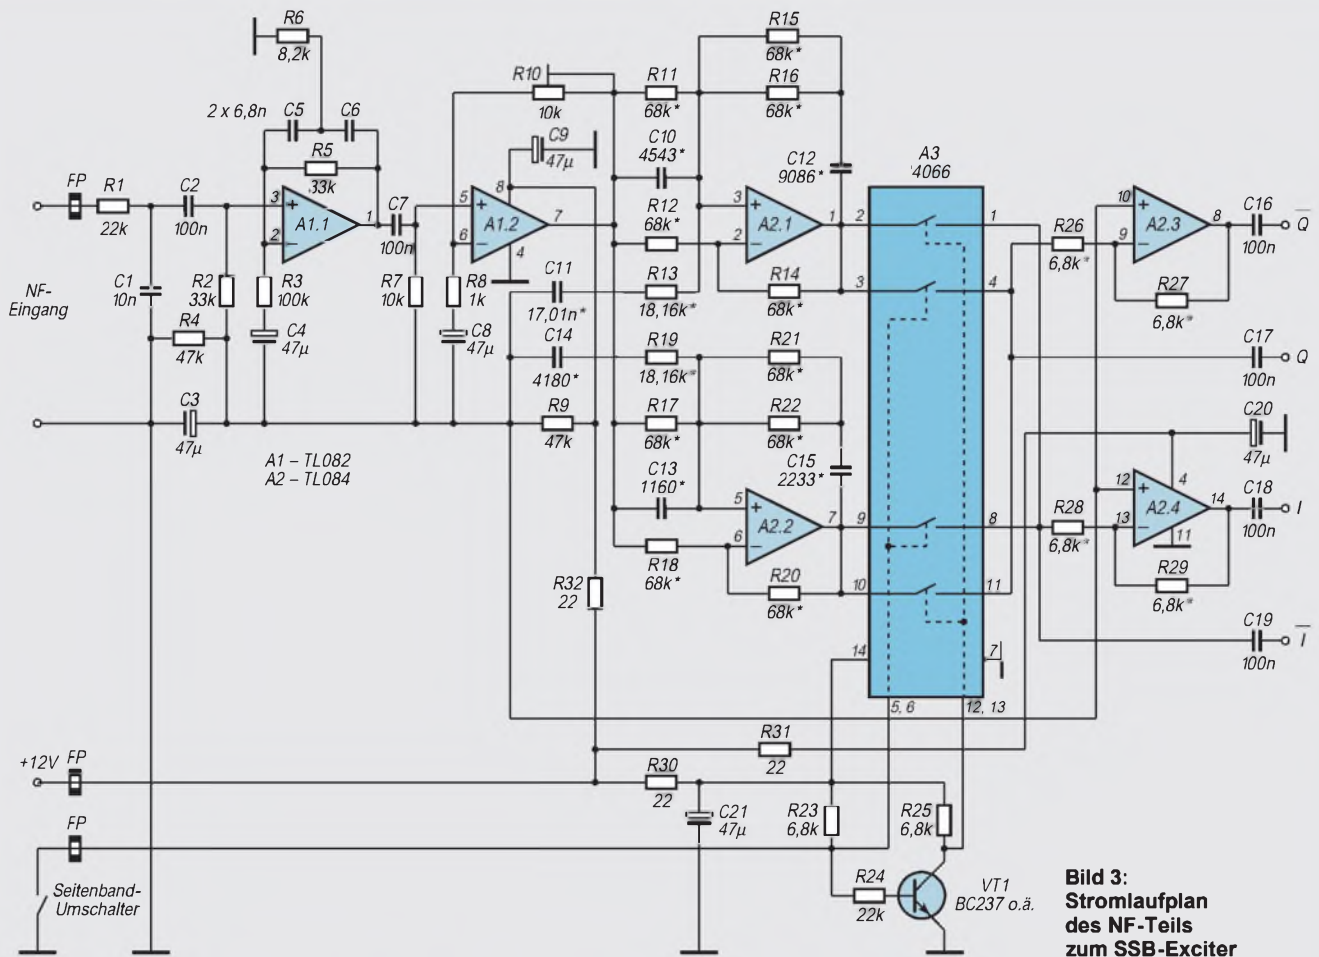 R6
8,2k
2 x 6,8n
C5
C6
R5
33k
FP
R1
22k
C2
100n
C1
10n
NF-
Eingang
R2
33k
R3
100k
R4
47k
C4
47µ
C3
47µ
3
+
2
–
A1.1
1
C7
100n
R7
10k
R8
1k
C8
47µ
A1 – TL082
A2 – TL084
R10
10k
C9
47µ
8
5
+
6
–
A1.2
7
4
C11
17,01n*
C14
4180*
R9
47k
R32
22
R11
68k*
C10
4543*
R12
68k*
R13
18,16k*
R19
18,16k*
R17
68k*
C13
1160*
R18
68k*
R15
68k*
R16
68k*
C12
9086*
3
+
2
–
A2.1
1
R14
68k*
R21
68k*
R22
68k*
C15
2233*
5
+
6
–
A2.2
7
R20
68k*
A3
4066
2
1
3
4
9
8
10
11
14
7
5, 6
12, 13
R26
6,8k*
10
+
9
–
A2.3
8
R27
6,8k*
C16
100n
Q
C17
100n
Q
C20
47µ
R28
6,8k*
12
+
13
–
A2.4
4
11
14
R29
6,8k*
C18
100n
I
C19
100n
I
+12V
FP
R31
22
R30
22
C21
47µ
R23
6,8k
R25
6,8k
FP
Seitenband-
Umschalter
R24
22k
VT1
BC237 o.ä.
Bild 3:
Stromlaufplan
des NF-Teils
zum SSB-Exciter